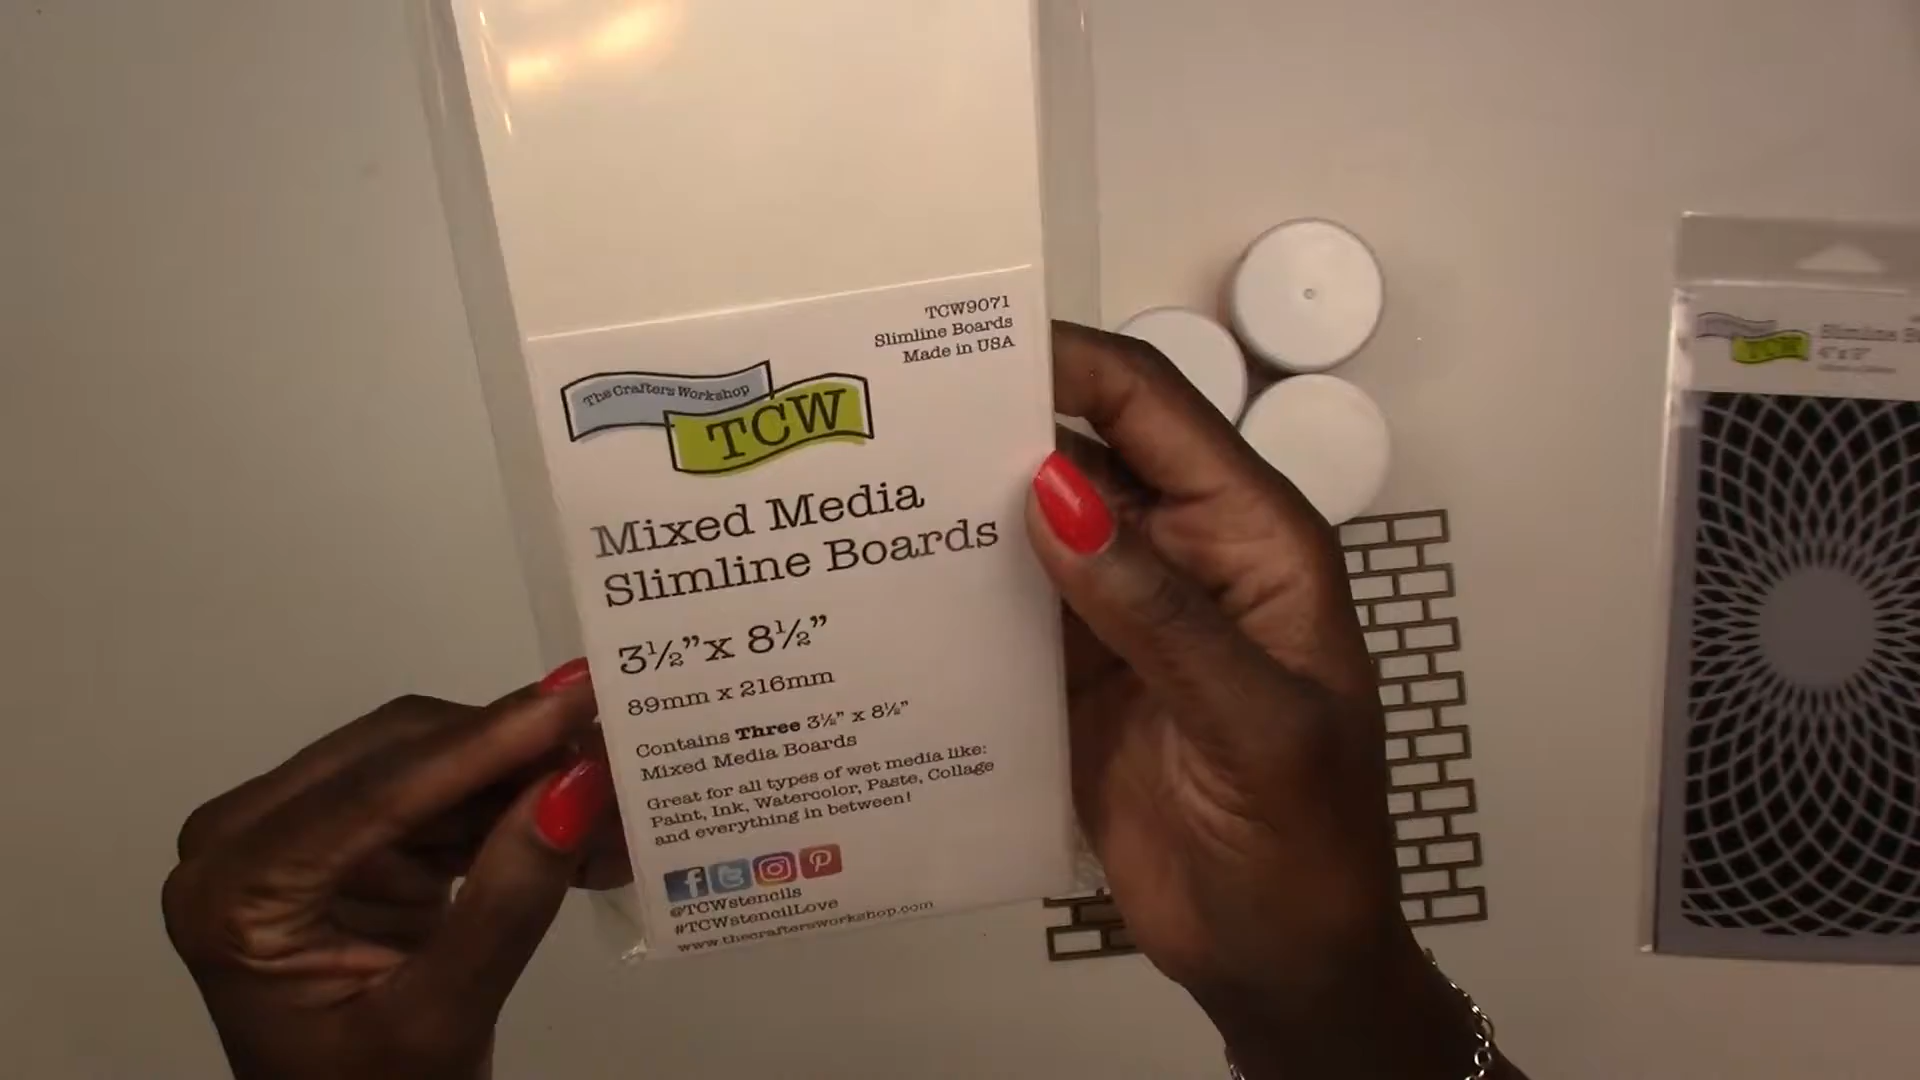 TCW9071
Slimline Boards
Made in USA
The Crafters Workshop
TCW
Mixed Media
Slimline Boards
3½” x 8½”
89mm x 216mm
Contains Three 3½” x 8½”
Mixed Media Boards
Great for all types of wet media like:
Paint, Ink, Watercolor, Paste, Collage
and everything in between!
@TCWstencils
#TCWstencilLove
www.thecraftersworkshop.com
TCW
Slimline